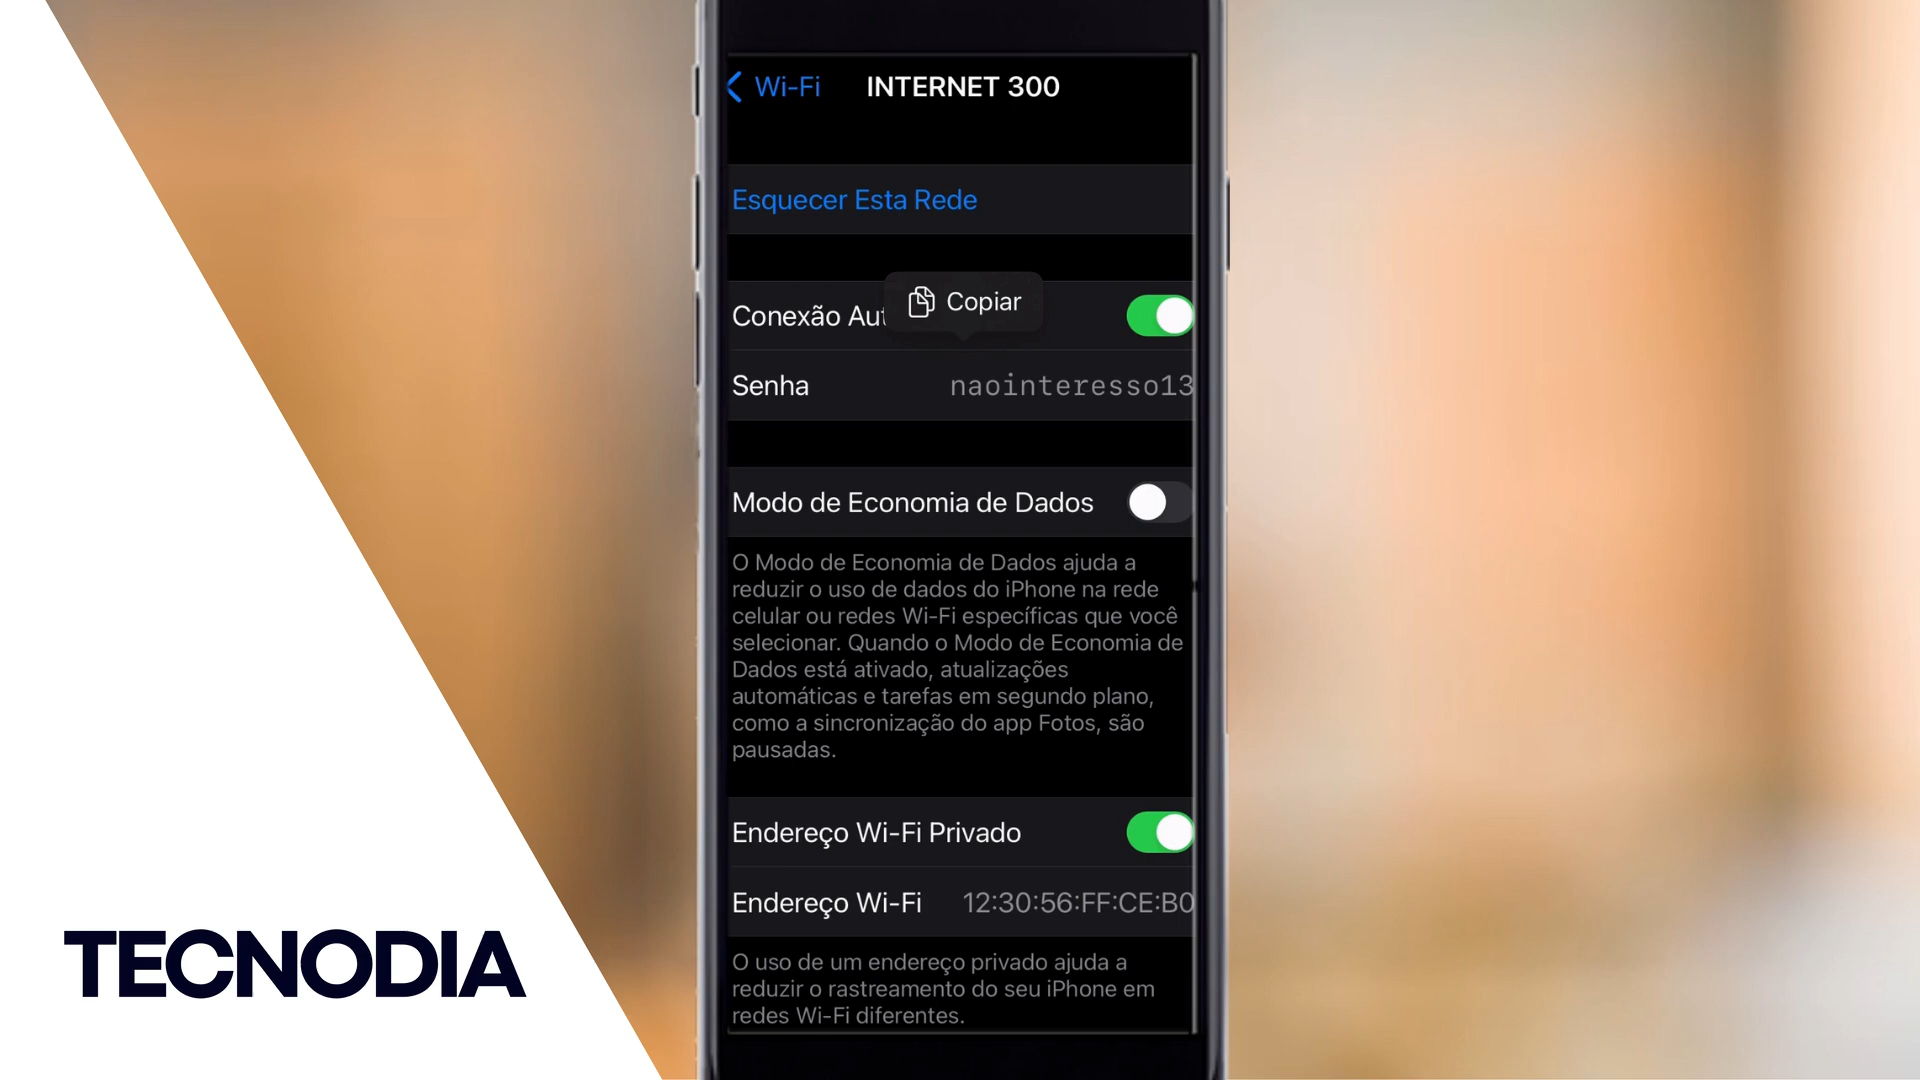 Wi-Fi INTERNET 300
Esquecer Esta Rede
Copiar
Conexão Aut
Senha naointeresso13
Modo de Economia de Dados
O Modo de Economia de Dados ajuda a
reduzir o uso de dados do iPhone na rede
celular ou redes Wi-Fi específicas que você
selecionar. Quando o Modo de Economia de
Dados está ativado, atualizações
automáticas e tarefas em segundo plano,
como a sincronização do app Fotos, são
pausadas.
Endereço Wi-Fi Privado
Endereço Wi-Fi 12:30:56:FF:CE:B0
O uso de um endereço privado ajuda a
reduzir o rastreamento do seu iPhone em
redes Wi-Fi diferentes.
TECNODIA